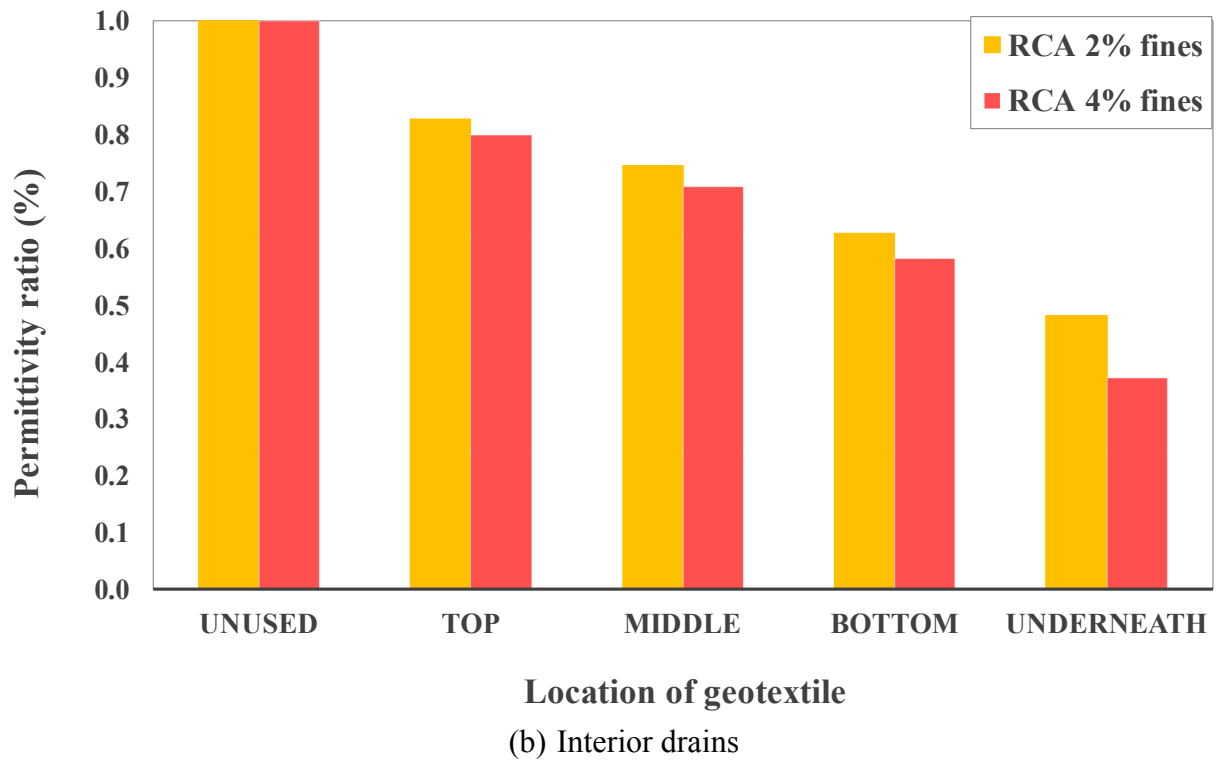 1.0
0.9
0.8
0.7
0.6
0.5
0.4
0.3
0.2
0.1
0.0
Permittivity ratio (%)
RCA 2% fines
RCA 4% fines
UNUSED TOP MIDDLE BOTTOM UNDERNEATH
Location of geotextile
(b) Interior drains